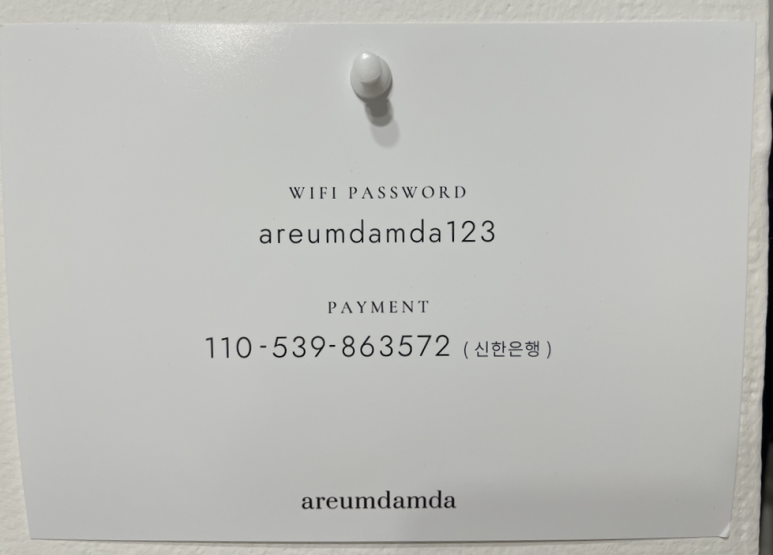 WIFI PASSWORD
areumdamda123
PAYMENT
110-539-863572 (신한은행)
areumdamda